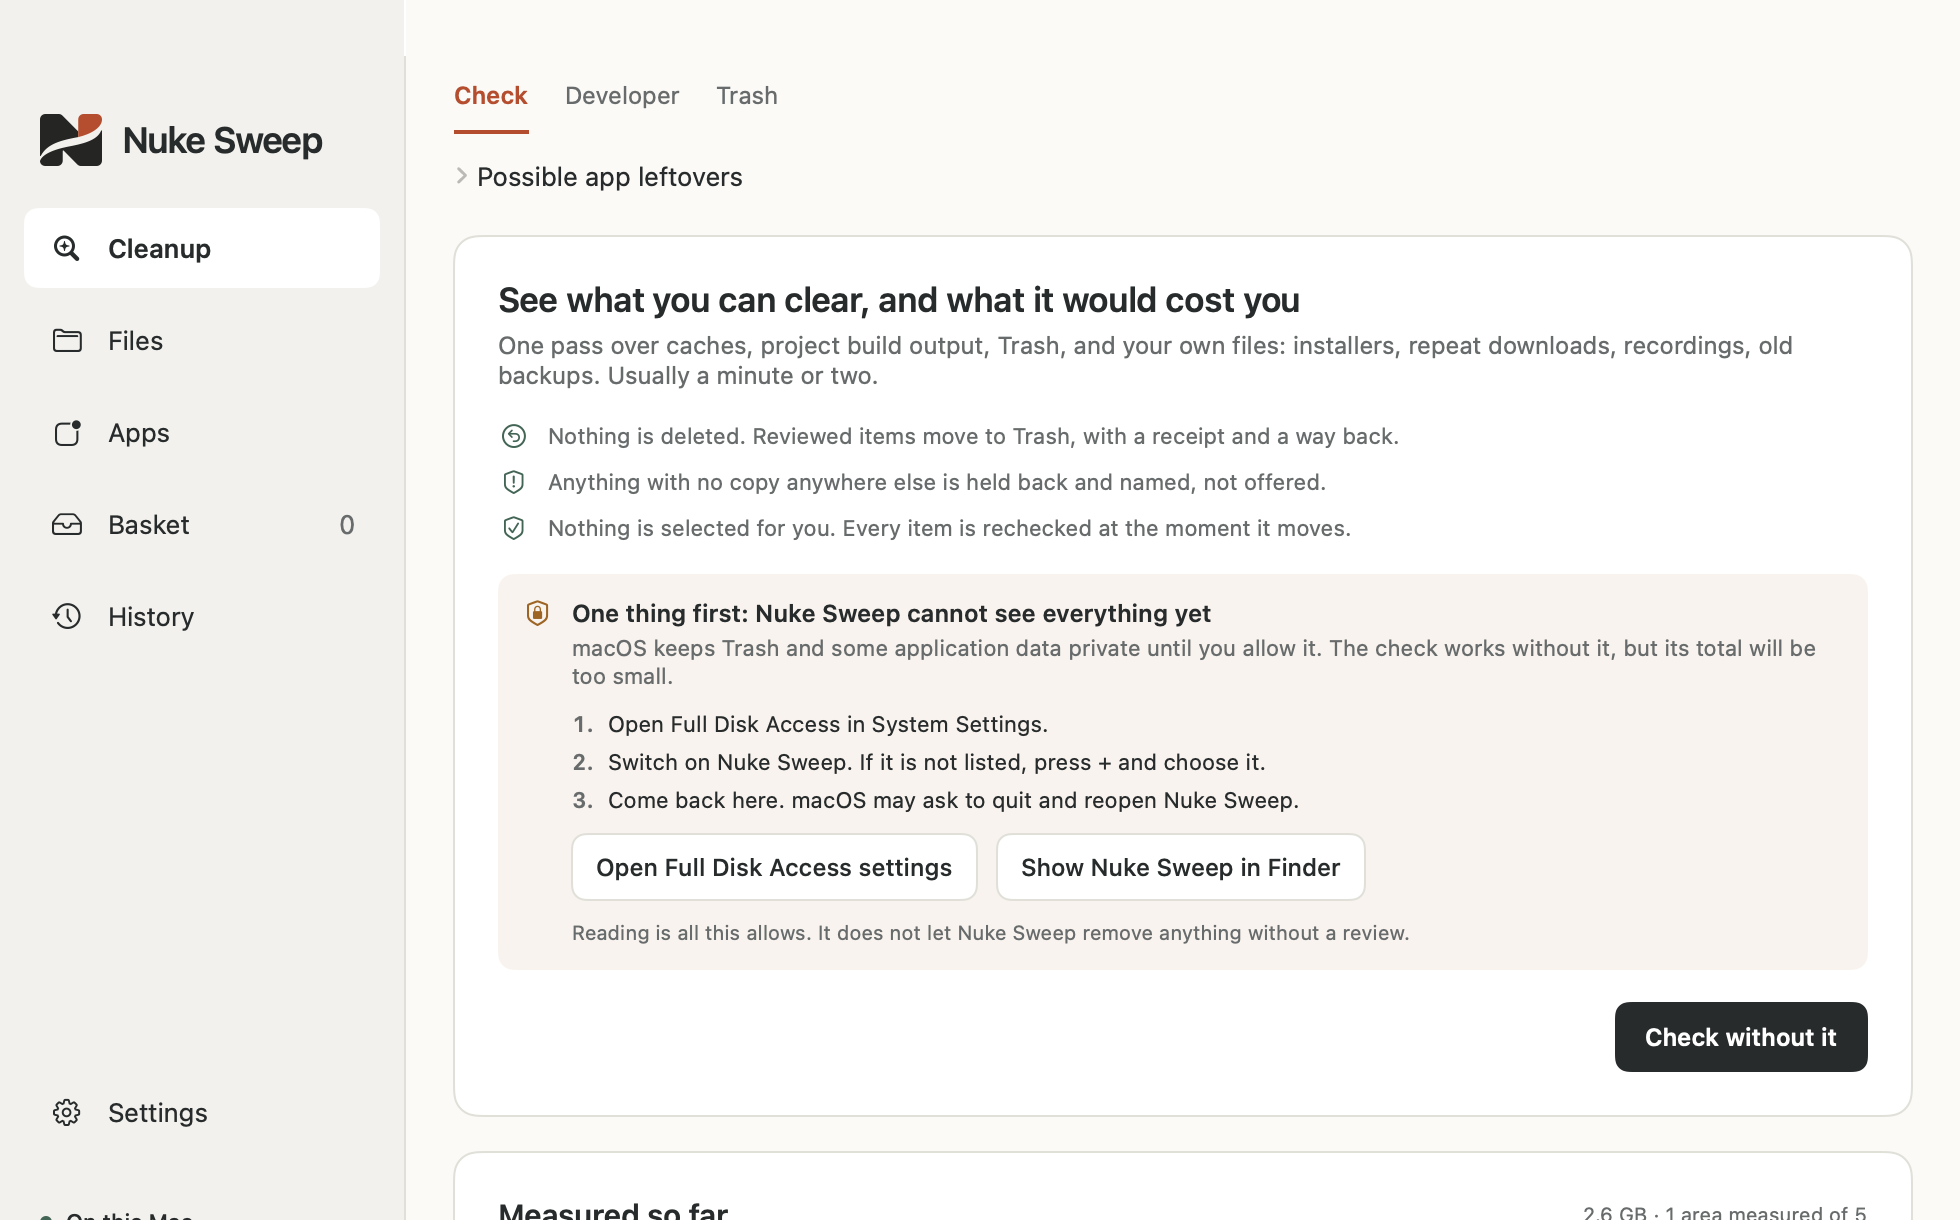 Nuke Sweep
Cleanup
Files
Apps
Basket 0
History
Settings
On this Mac
Check Developer Trash
Possible app leftovers
See what you can clear, and what it would cost you
One pass over caches, project build output, Trash, and your own files: installers, repeat downloads, recordings, old
backups. Usually a minute or two.
Nothing is deleted. Reviewed items move to Trash, with a receipt and a way back.
Anything with no copy anywhere else is held back and named, not offered.
Nothing is selected for you. Every item is rechecked at the moment it moves.
One thing first: Nuke Sweep cannot see everything yet
macOS keeps Trash and some application data private until you allow it. The check works without it, but its total will be
too small.
1. Open Full Disk Access in System Settings.
2. Switch on Nuke Sweep. If it is not listed, press + and choose it.
3. Come back here. macOS may ask to quit and reopen Nuke Sweep.
Open Full Disk Access settings Show Nuke Sweep in Finder
Reading is all this allows. It does not let Nuke Sweep remove anything without a review.
Check without it
Measured so far 2.6 GB · 1 area measured of 5